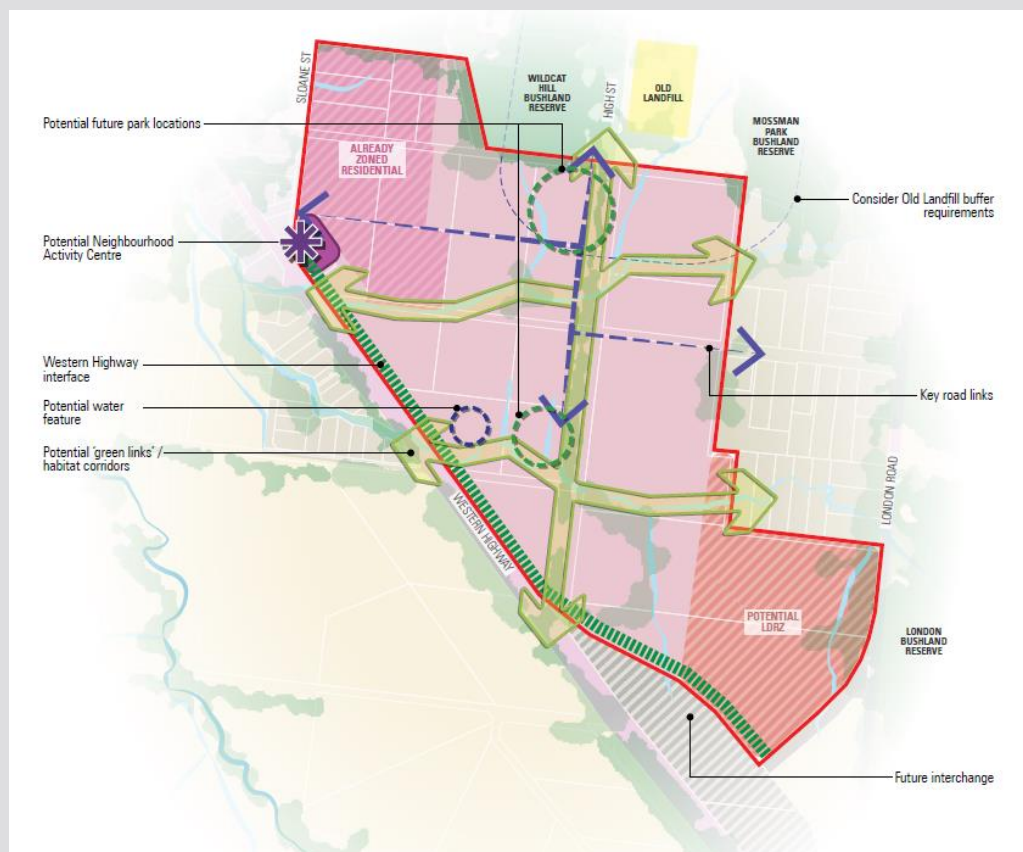 SLOANE ST
WILDCAT
HILL
BUSHLAND
RESERVE
HIGH ST
OLD
LANDFILL
MOSSMAN
PARK
BUSHLAND
RESERVE
Potential future park locations
ALREADY
ZONED
RESIDENTIAL
Consider Old Landfill buffer
requirements
Potential Neighbourhood
Activity Centre
Western Highway
interface
Key road links
Potential water
feature
Potential ‘green links’ /
habitat corridors
LONDON ROAD
WESTERN HIGHWAY
POTENTIAL
LDRZ
LONDON
BUSHLAND
RESERVE
Future interchange